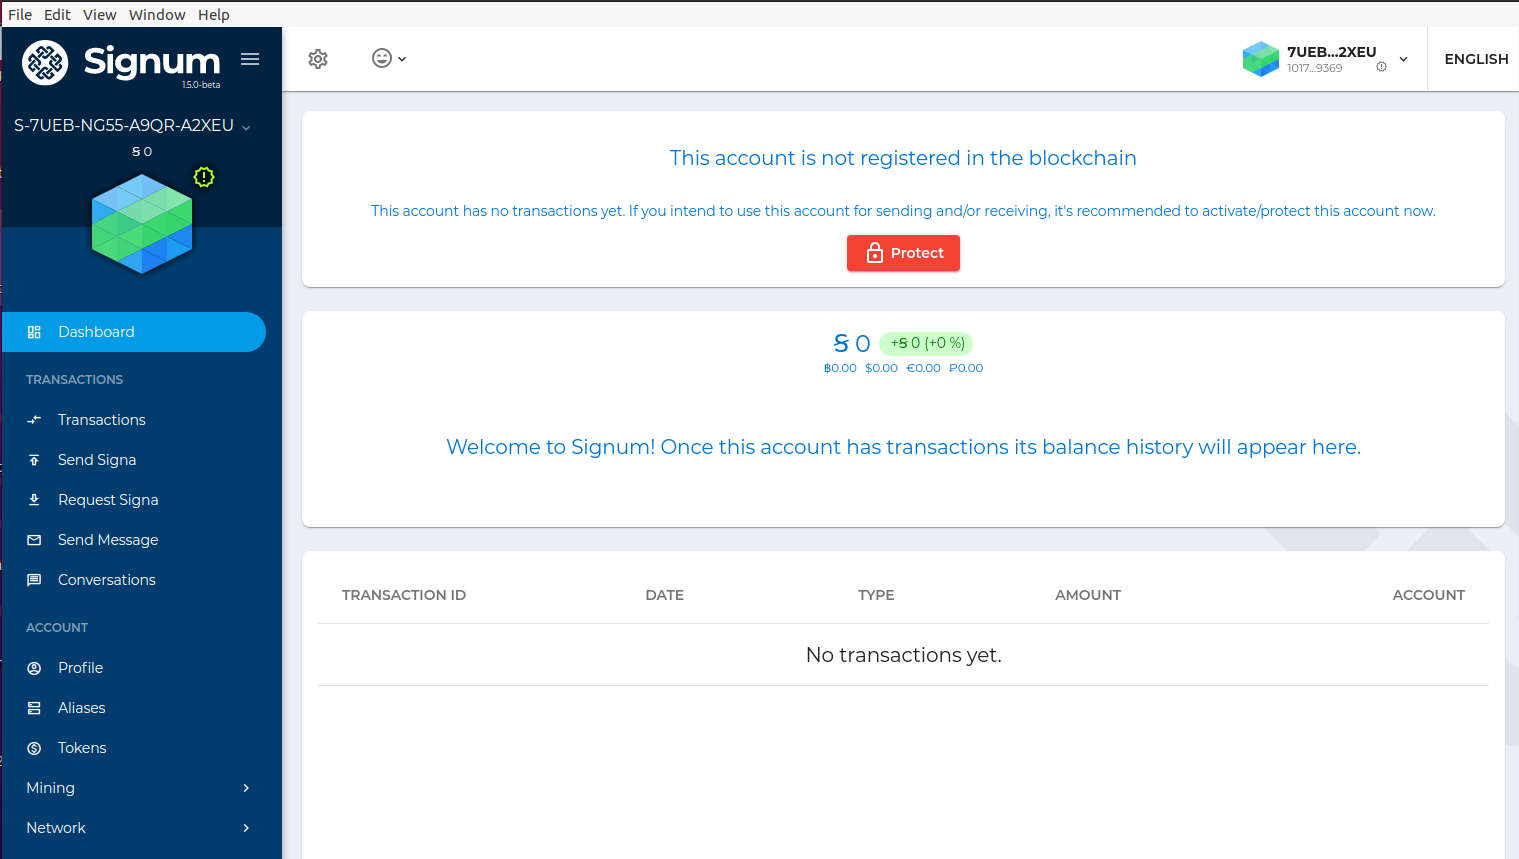 File Edit View Window Help
Signum
1.5.0-beta
7UEB...2XEU
1017...9369
ENGLISH
S-7UEB-NG55-A9QR-A2XEU
Ꞩ 0
Dashboard
TRANSACTIONS
Transactions
Send Signa
Request Signa
Send Message
Conversations
ACCOUNT
Profile
Aliases
Tokens
Mining
Network
This account is not registered in the blockchain
This account has no transactions yet. If you intend to use this account for sending and/or receiving, it's recommended to activate/protect this account now.
Protect
Ꞩ 0 +Ꞩ 0 (+0 %)
฿0.00 $0.00 €0.00 ₽0.00
Welcome to Signum! Once this account has transactions its balance history will appear here.
TRANSACTION ID DATE TYPE AMOUNT ACCOUNT
No transactions yet.